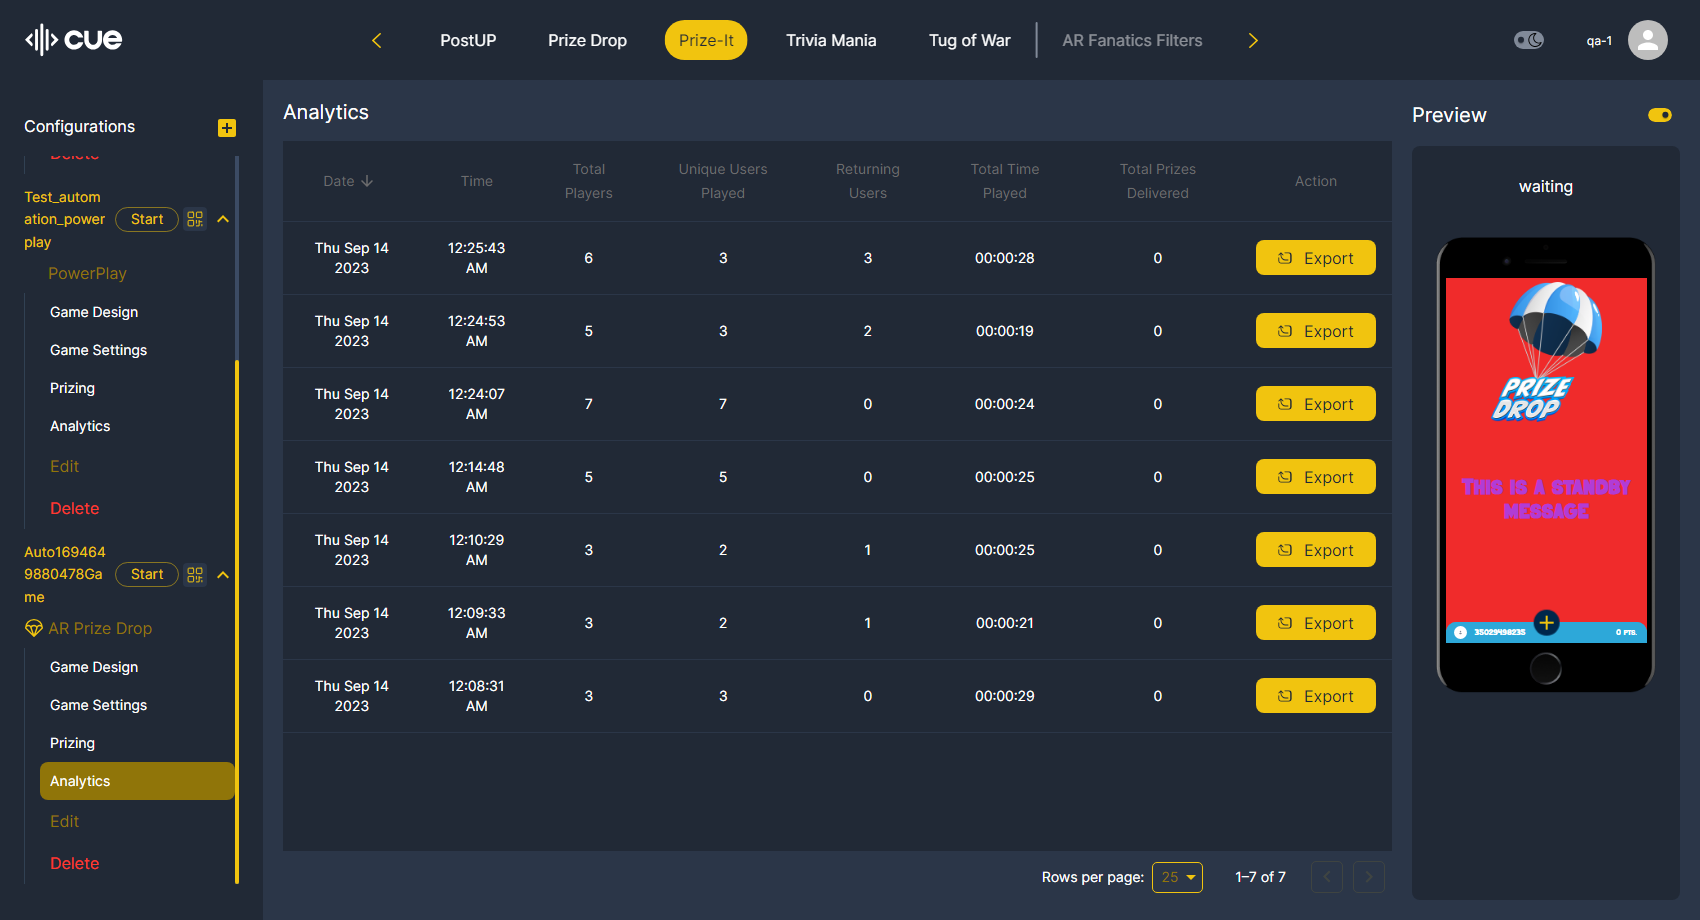 cue
PostUP
Prize Drop
Prize-It
Trivia Mania
Tug of War
AR Fanatics Filters
qa-1
Configurations
Delete
Test_autom
ation_power
play
Start
PowerPlay
Game Design
Game Settings
Prizing
Analytics
Edit
Delete
Auto169464
9880478Ga
me
Start
AR Prize Drop
Game Design
Game Settings
Prizing
Analytics
Edit
Delete
Analytics
Date
Time
Total
Players
Unique Users
Played
Returning
Users
Total Time
Played
Total Prizes
Delivered
Action
Thu Sep 14
2023
12:25:43
AM
6
3
3
00:00:28
0
Export
Thu Sep 14
2023
12:24:53
AM
5
3
2
00:00:19
0
Export
Thu Sep 14
2023
12:24:07
AM
7
7
0
00:00:24
0
Export
Thu Sep 14
2023
12:14:48
AM
5
5
0
00:00:25
0
Export
Thu Sep 14
2023
12:10:29
AM
3
2
1
00:00:25
0
Export
Thu Sep 14
2023
12:09:33
AM
3
2
1
00:00:21
0
Export
Thu Sep 14
2023
12:08:31
AM
3
3
0
00:00:29
0
Export
Rows per page:
25
1–7 of 7
Preview
waiting
PRIZE
DROP
THIS IS A STANDBY
MESSAGE
35029498235
0 PTS.